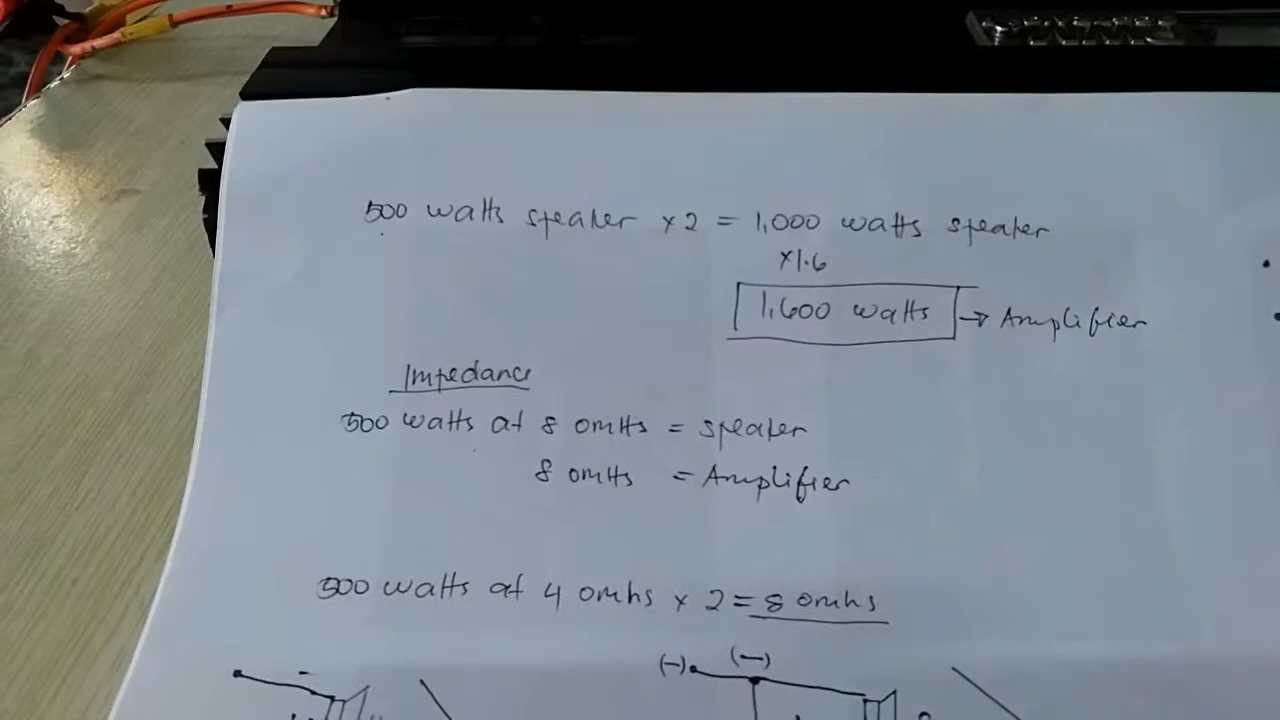 500 watts speaker x 2 = 1,000 watts speaker
x1.6
1,600 watts → Amplifier
Impedance
500 watts at 8 omHs = speaker
8 omHs = Amplifier
500 watts at 4 omhs x 2 = 8 omhs
(-) (-)
-